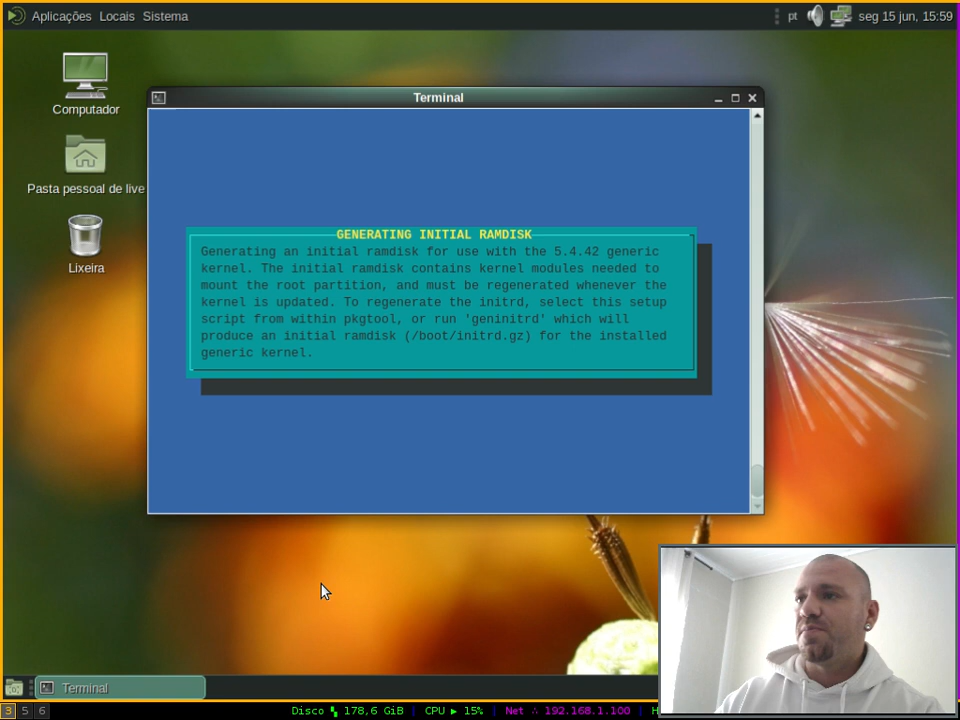 Aplicações Locais Sistema
pt
seg 15 jun, 15:59
Computador
Pasta pessoal de live
Lixeira
Terminal
GENERATING INITIAL RAMDISK
Generating an initial ramdisk for use with the 5.4.42 generic
kernel. The initial ramdisk contains kernel modules needed to
mount the root partition, and must be regenerated whenever the
kernel is updated. To regenerate the initrd, select this setup
script from within pkgtool, or run 'geninitrd' which will
produce an initial ramdisk (/boot/initrd.gz) for the installed
generic kernel.
Terminal
3 5 6
Disco 178,6 GiB | CPU ▶ 15% | Net ∴ 192.168.1.100 | H